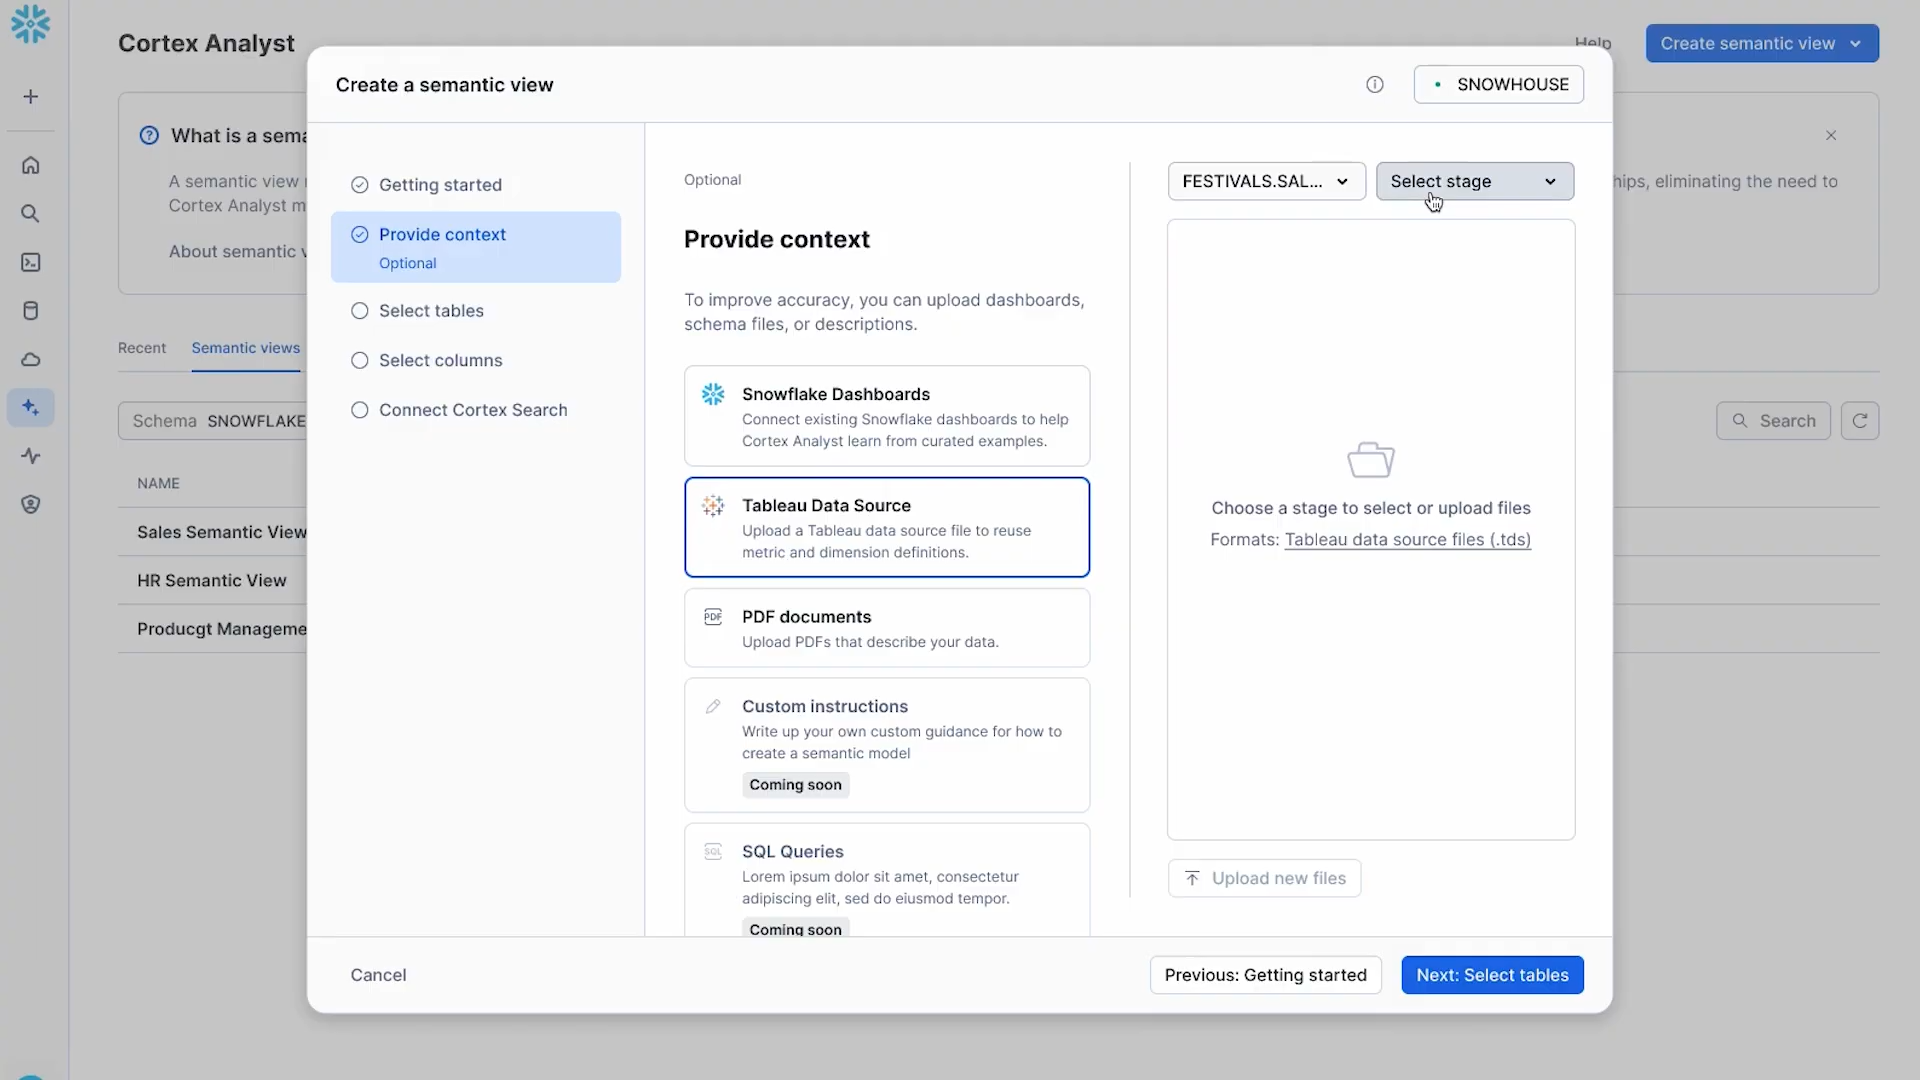 Cortex Analyst
Help
Create semantic view
What is a sema
A semantic view
hips, eliminating the need to
Cortex Analyst m
About semantic v
Recent
Semantic views
Schema SNOWFLAKE
Search
NAME
Sales Semantic View
HR Semantic View
Producgt Manageme
Create a semantic view
SNOWHOUSE
Getting started
Provide context
Optional
Select tables
Select columns
Connect Cortex Search
Optional
Provide context
To improve accuracy, you can upload dashboards,
schema files, or descriptions.
Snowflake Dashboards
Connect existing Snowflake dashboards to help
Cortex Analyst learn from curated examples.
Tableau Data Source
Upload a Tableau data source file to reuse
metric and dimension definitions.
PDF
PDF documents
Upload PDFs that describe your data.
Custom instructions
Write up your own custom guidance for how to
create a semantic model
Coming soon
SQL
SQL Queries
Lorem ipsum dolor sit amet, consectetur
adipiscing elit, sed do eiusmod tempor.
Coming soon
FESTIVALS.SAL...
Select stage
Choose a stage to select or upload files
Formats: Tableau data source files (.tds)
Upload new files
Cancel
Previous: Getting started
Next: Select tables